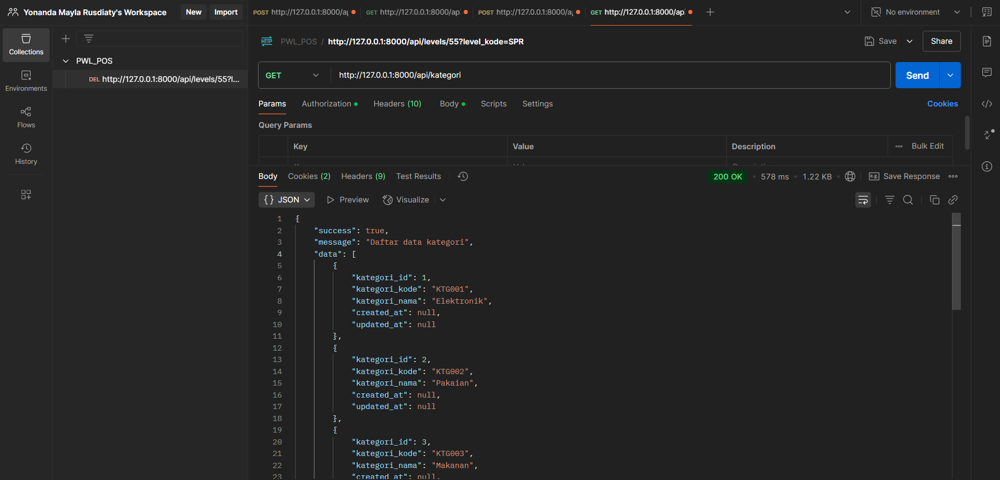 Yonanda Mayla Rusdiaty's Workspace
New
Import
POST http://127.0.0.1:8000/a
GET http://127.0.0.1:8000/ap
POST http://127.0.0.1:8000/a
GET http://127.0.0.1:8000/ap
No environment
Collections
Environments
Flows
History
PWL_POS
DEL http://127.0.0.1:8000/api/levels/55?l...
HTTP PWL_POS / http://127.0.0.1:8000/api/levels/55?level_kode=SPR
Save
Share
GET http://127.0.0.1:8000/api/kategori
Send
Params Authorization Headers (10) Body Scripts Settings
Cookies
Query Params
Key Value Description Bulk Edit
Body Cookies (2) Headers (9) Test Results
200 OK • 578 ms • 1.22 KB
e.g. Save Response
{} JSON Preview Visualize
1 {
2 "success": true,
3 "message": "Daftar data kategori",
4 "data": [
5 {
6 "kategori_id": 1,
7 "kategori_kode": "KTG001",
8 "kategori_nama": "Elektronik",
9 "created_at": null,
10 "updated_at": null
11 },
12 {
13 "kategori_id": 2,
14 "kategori_kode": "KTG002",
15 "kategori_nama": "Pakaian",
16 "created_at": null,
17 "updated_at": null
18 },
19 {
20 "kategori_id": 3,
21 "kategori_kode": "KTG003",
22 "kategori_nama": "Makanan",
23 "created_at": null,